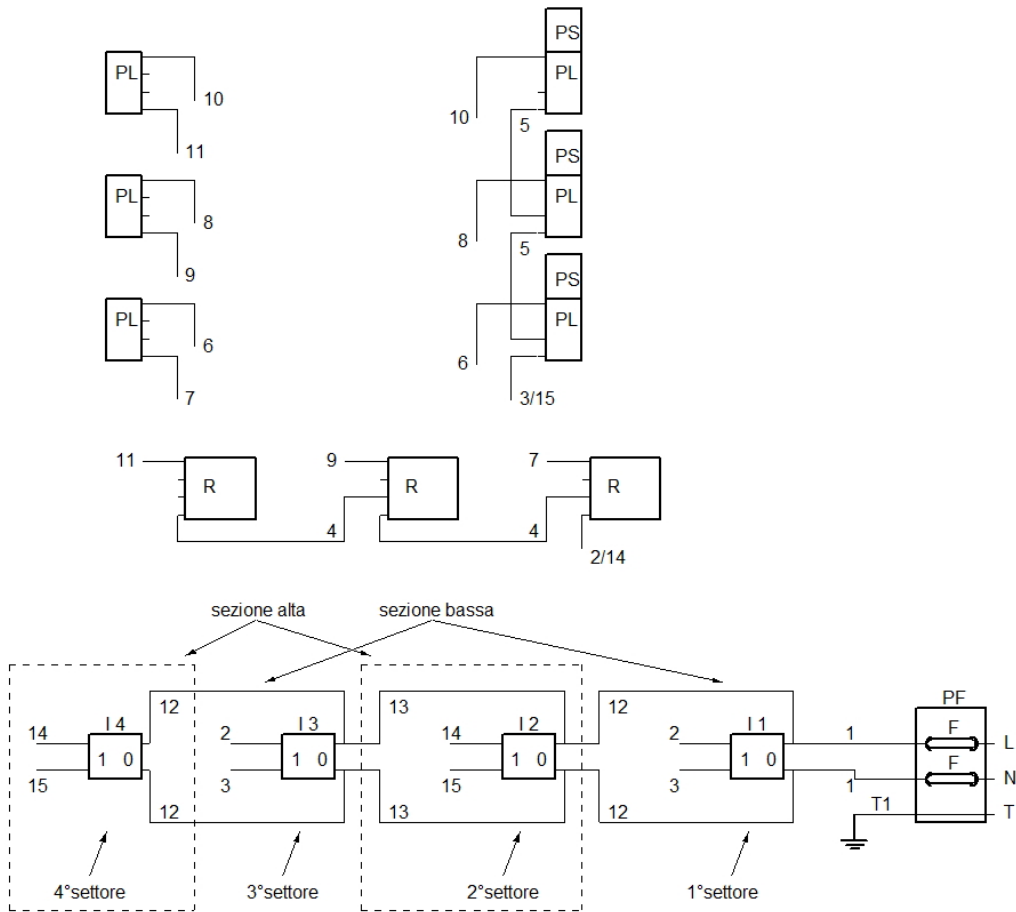 PS
PL
PL
10
10
5
11
PS
PL
PL
8
8
5
9
PS
PL
PL
6
6
7
3/15
11
R
9
R
7
R
4
4
2/14
sezione alta
sezione bassa
12
13
12
PF
14
I 4
2
I 3
14
I 2
2
I 1
1
F
L
1 0
1 0
1 0
1 0
F
N
15
3
15
3
1
T1
T
12
13
12
4°settore
3°settore
2°settore
1°settore